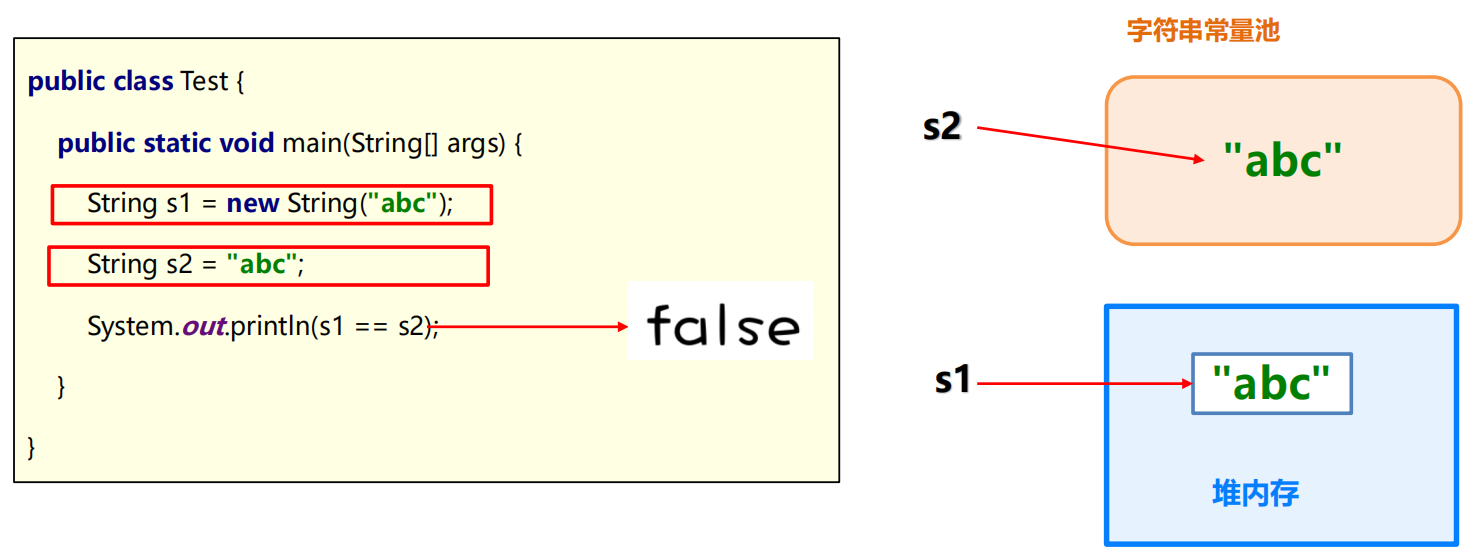 public class Test {
public static void main(String[] args) {
String s1 = new String("abc");
String s2 = "abc";
System.out.println(s1 == s2);
false
}
}
字符串常量池
s2
"abc"
s1
"abc"
堆内存